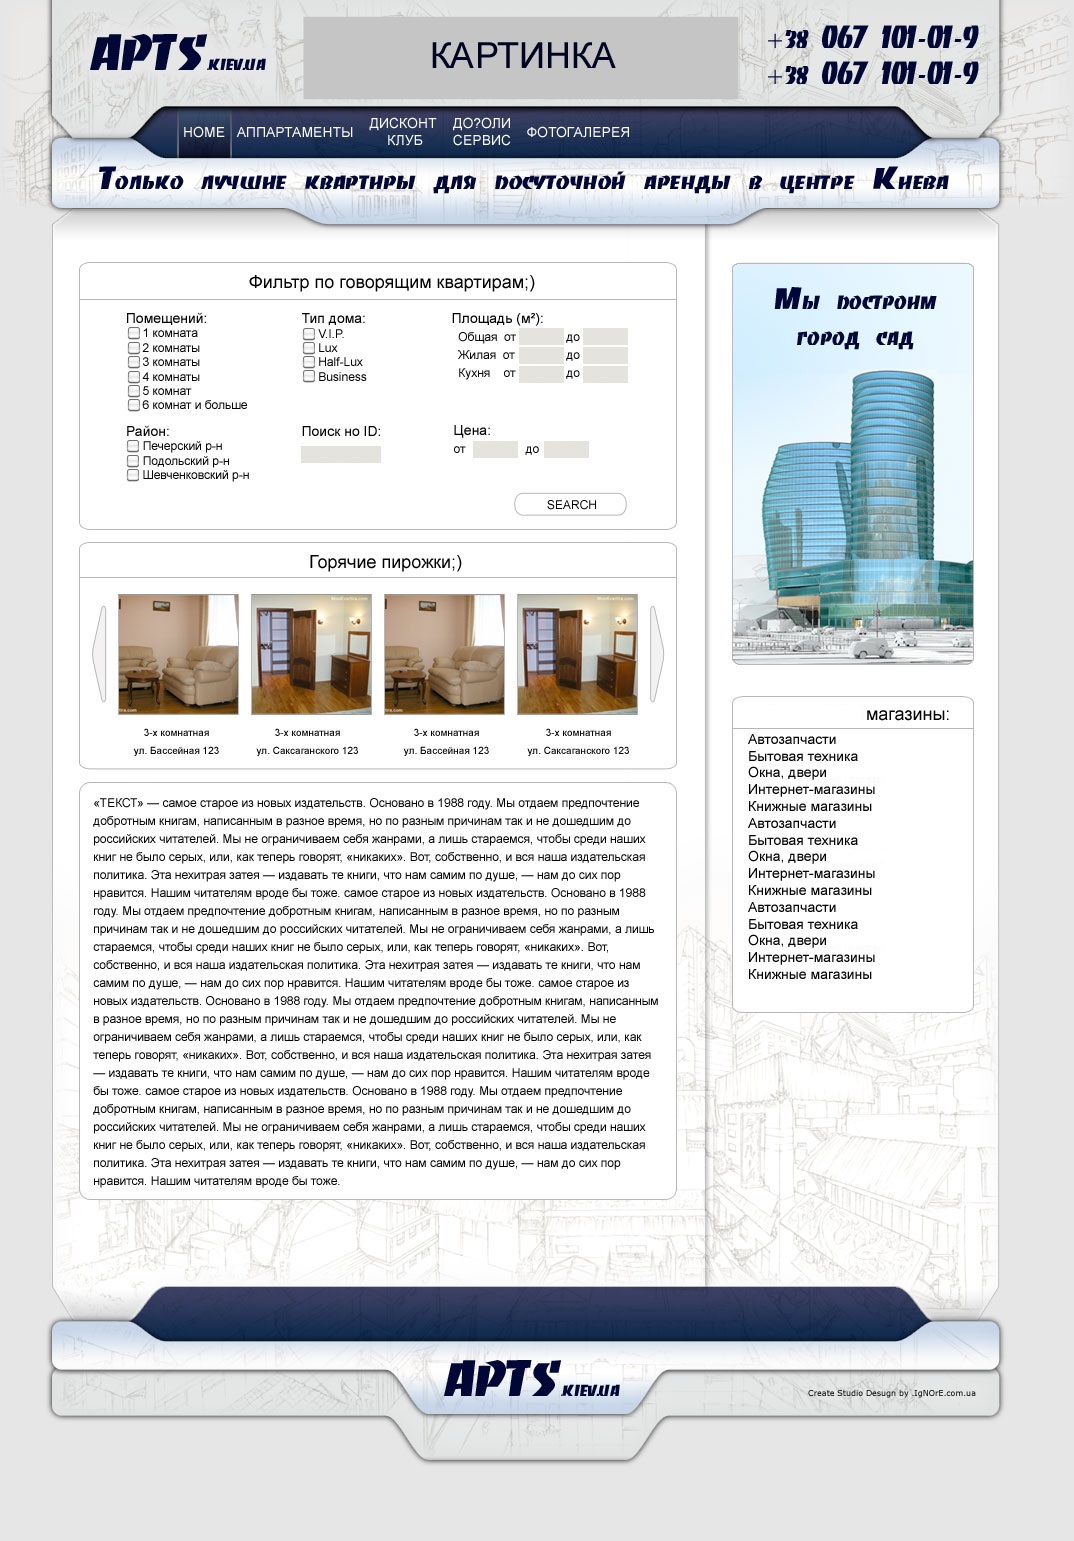 APTS.KIEV.UA
КАРТИНКА
+38 067 101-01-9
+38 067 101-01-9
HOME АППАРТАМЕНТЫ ДИСКОНТ КЛУБ ДО?ОЛИ СЕРВИС ФОТОГАЛЕРЕЯ
Только лучшие квартиры для посуточной аренды в центре Киева
Фильтр по говорящим квартирам;)
Помещений:
1 комната
2 комнаты
3 комнаты
4 комнаты
5 комнат
6 комнат и больше
Тип дома:
V.I.P.
Lux
Half-Lux
Business
Площадь (м²):
Общая от до
Жилая от до
Кухня от до
Район:
Печерский р-н
Подольский р-н
Шевченковский р-н
Поиск но ID:
Цена:
от до
SEARCH
Горячие пирожки;)
3-х комнатная
ул. Бассейная 123
3-х комнатная
ул. Саксаганского 123
3-х комнатная
ул. Бассейная 123
3-х комнатная
ул. Саксаганского 123
«ТЕКСТ» — самое старое из новых издательств. Основано в 1988 году. Мы отдаем предпочтение
добротным книгам, написанным в разное время, но по разным причинам так и не дошедшим до
российских читателей. Мы не ограничиваем себя жанрами, а лишь стараемся, чтобы среди наших
книг не было серых, или, как теперь говорят, «никаких». Вот, собственно, и вся наша издательская
политика. Эта нехитрая затея — издавать те книги, что нам самим по душе, — нам до сих пор
нравится. Нашим читателям вроде бы тоже. самое старое из новых издательств. Основано в 1988
году. Мы отдаем предпочтение добротным книгам, написанным в разное время, но по разным
причинам так и не дошедшим до российских читателей. Мы не ограничиваем себя жанрами, а лишь
стараемся, чтобы среди наших книг не было серых, или, как теперь говорят, «никаких». Вот,
собственно, и вся наша издательская политика. Эта нехитрая затея — издавать те книги, что нам
самим по душе, — нам до сих пор нравится. Нашим читателям вроде бы тоже. самое старое из
новых издательств. Основано в 1988 году. Мы отдаем предпочтение добротным книгам, написанным
в разное время, но по разным причинам так и не дошедшим до российских читателей. Мы не
ограничиваем себя жанрами, а лишь стараемся, чтобы среди наших книг не было серых, или, как
теперь говорят, «никаких». Вот, собственно, и вся наша издательская политика. Эта нехитрая затея
— издавать те книги, что нам самим по душе, — нам до сих пор нравится. Нашим читателям вроде
бы тоже. самое старое из новых издательств. Основано в 1988 году. Мы отдаем предпочтение
добротным книгам, написанным в разное время, но по разным причинам так и не дошедшим до
российских читателей. Мы не ограничиваем себя жанрами, а лишь стараемся, чтобы среди наших
книг не было серых, или, как теперь говорят, «никаких». Вот, собственно, и вся наша издательская
политика. Эта нехитрая затея — издавать те книги, что нам самим по душе, — нам до сих пор
нравится. Нашим читателям вроде бы тоже.
Мы построим
город сад
магазины:
Автозапчасти
Бытовая техника
Окна, двери
Интернет-магазины
Книжные магазины
Автозапчасти
Бытовая техника
Окна, двери
Интернет-магазины
Книжные магазины
Автозапчасти
Бытовая техника
Окна, двери
Интернет-магазины
Книжные магазины
APTS.KIEV.UA
Create Studio Design by .IgNOrE.com.ua